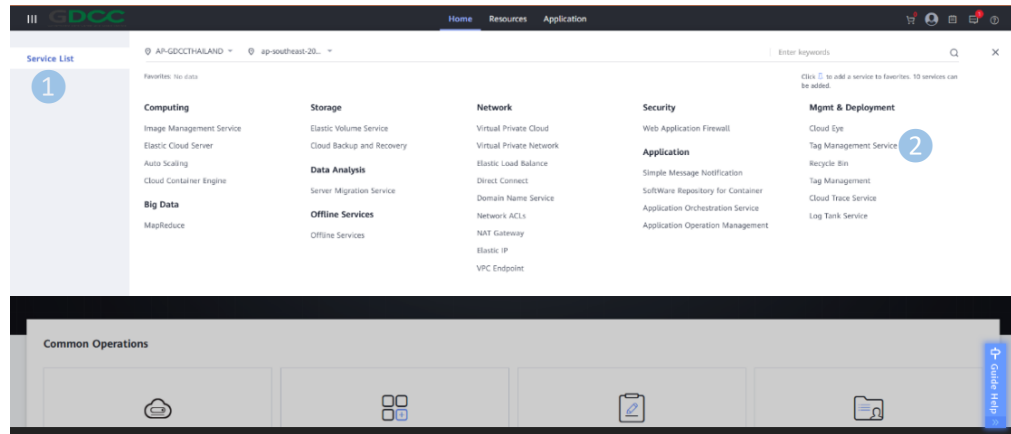 GDCC
Home Resources Application
Service List
AP-GDCCTHAILAND ap-southeast-20...
Enter keywords
Favorites: No data
Click to add a service to favorites. 10 services can
be added.
1
Computing
Image Management Service
Elastic Cloud Server
Auto Scaling
Cloud Container Engine
Big Data
MapReduce
Storage
Elastic Volume Service
Cloud Backup and Recovery
Data Analysis
Server Migration Service
Offline Services
Offline Services
Network
Virtual Private Cloud
Virtual Private Network
Elastic Load Balance
Direct Connect
Domain Name Service
Network ACLs
NAT Gateway
Elastic IP
VPC Endpoint
Security
Web Application Firewall
Application
Simple Message Notification
SoftWare Repository for Container
Application Orchestration Service
Application Operation Management
Mgmt & Deployment
Cloud Eye
Tag Management Service
2
Recycle Bin
Tag Management
Cloud Trace Service
Log Tank Service
Common Operations
Guide Help